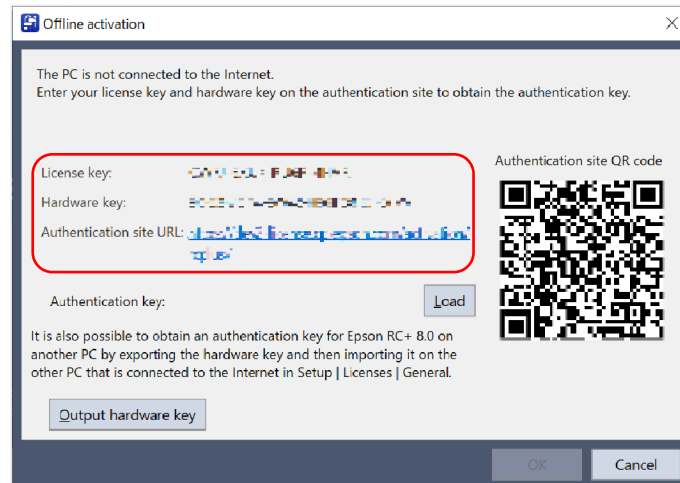 Offline activation
The PC is not connected to the Internet.
Enter your license key and hardware key on the authentication site to obtain the authentication key.
Authentication site QR code
License key:
Hardware key:
Authentication site URL:
Authentication key:
Load
It is also possible to obtain an authentication key for Epson RC+ 8.0 on
another PC by exporting the hardware key and then importing it on the
other PC that is connected to the Internet in Setup | Licenses | General.
Output hardware key
OK
Cancel